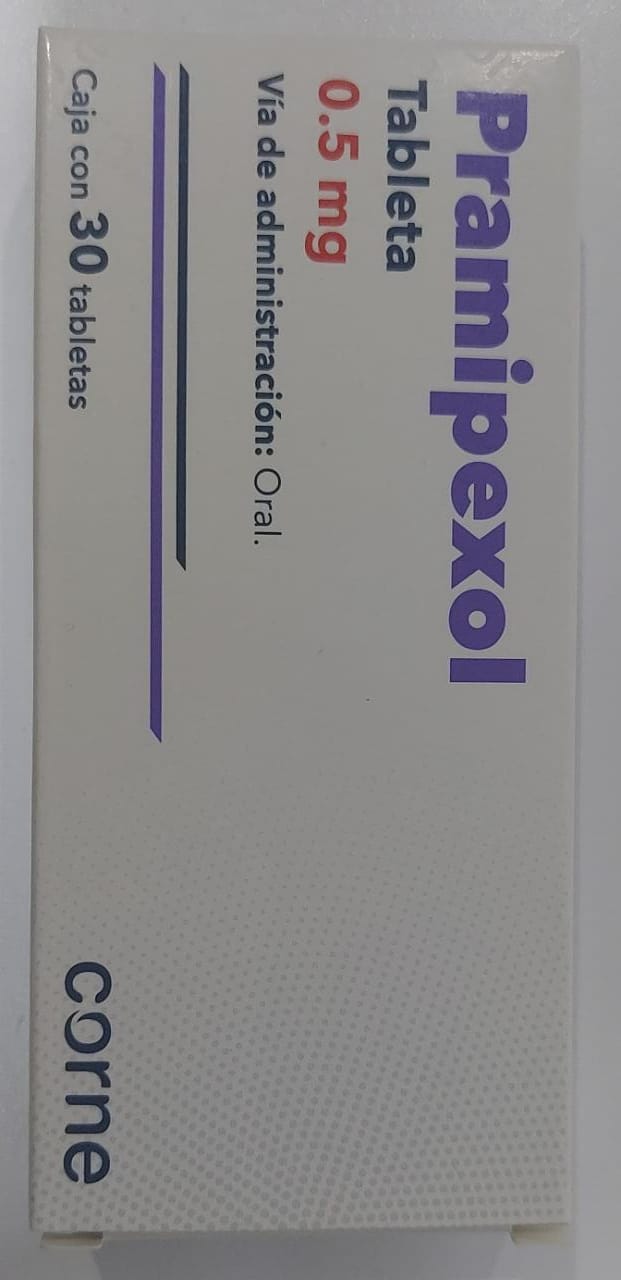 Pramipexol
Tableta
0.5 mg
Vía de administración: Oral.
Caja con 30 tabletas
corne